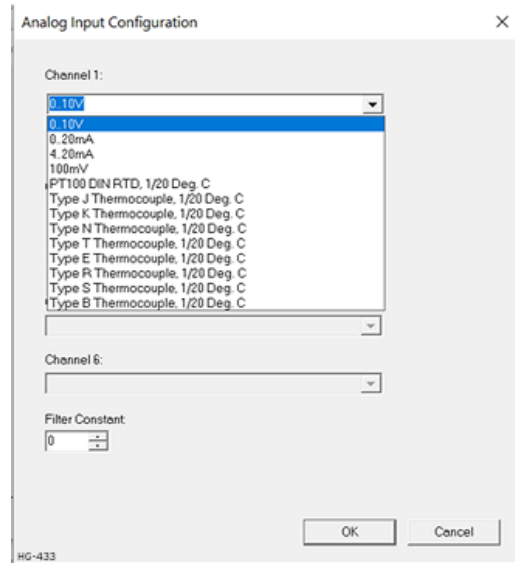 Analog Input Configuration
Channel 1:
0..10V
0..10V
0..20mA
4..20mA
100mV
PT100 DIN RTD, 1/20 Deg. C
Type J Thermocouple, 1/20 Deg. C
Type K Thermocouple, 1/20 Deg. C
Type N Thermocouple, 1/20 Deg. C
Type T Thermocouple, 1/20 Deg. C
Type E Thermocouple, 1/20 Deg. C
Type R Thermocouple, 1/20 Deg. C
Type S Thermocouple, 1/20 Deg. C
Type B Thermocouple, 1/20 Deg. C
Channel 6:
Filter Constant:
0
OK Cancel
HG-433